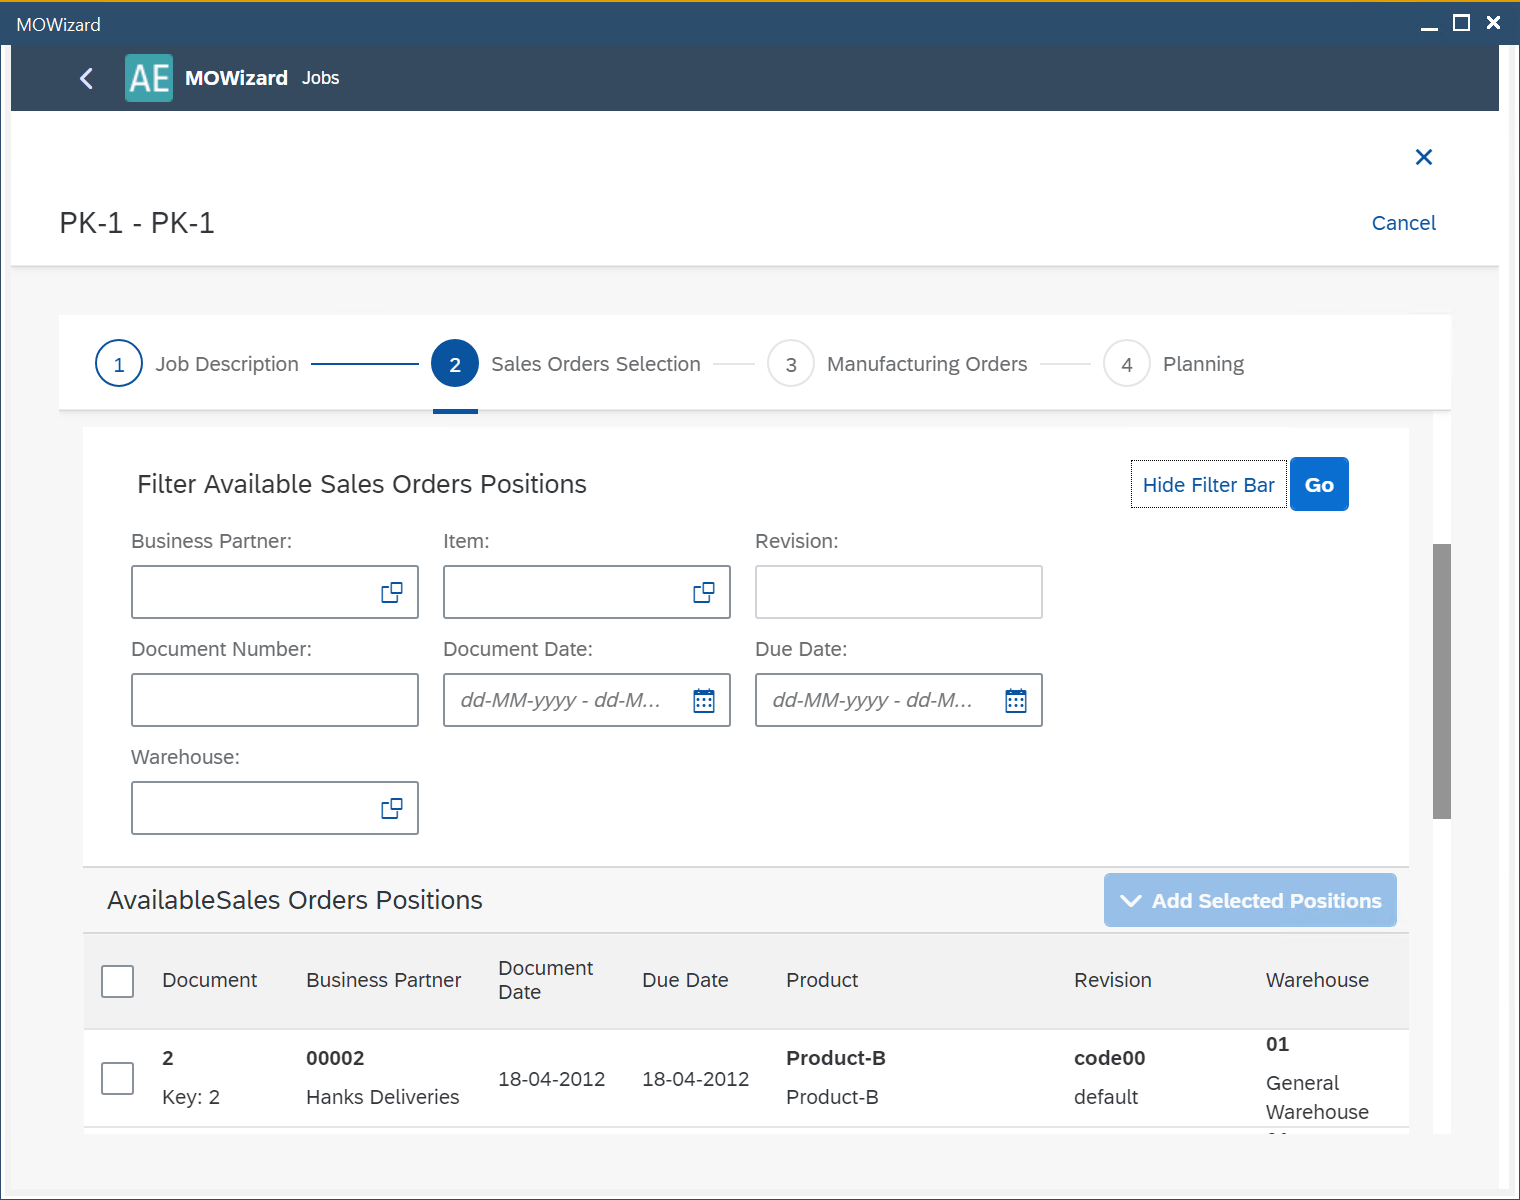 MOWizard
AE MOWizard Jobs
PK-1 - PK-1
Cancel
1 Job Description 2 Sales Orders Selection 3 Manufacturing Orders 4 Planning
Filter Available Sales Orders Positions
Hide Filter Bar Go
Business Partner: Item: Revision:
Document Number: Document Date: Due Date:
dd-MM-yyyy - dd-M... dd-MM-yyyy - dd-M...
Warehouse:
AvailableSales Orders Positions
Add Selected Positions
Document Business Partner Document Date Due Date Product Revision Warehouse
2 00002 18-04-2012 18-04-2012 Product-B code00 01
Key: 2 Hanks Deliveries Product-B default General Warehouse